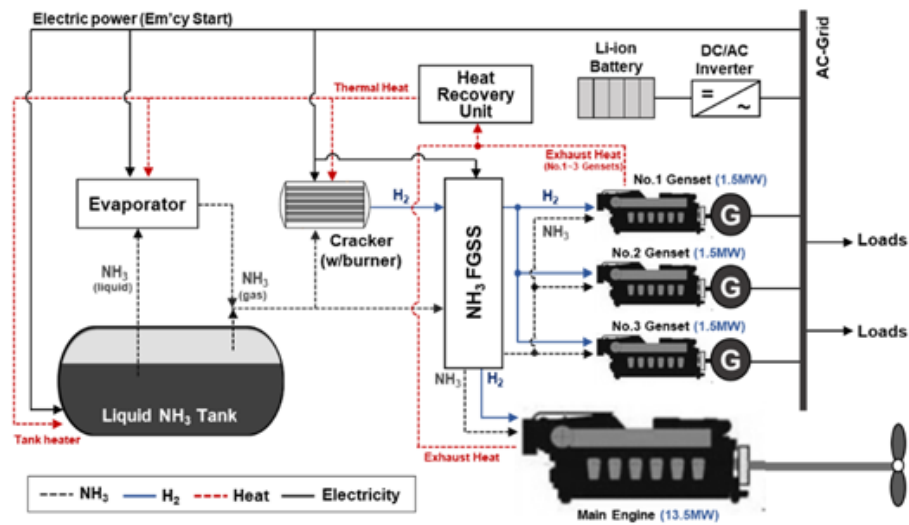 Electric power (Em'cy Start)
Thermal Heat
Heat
Recovery
Unit
Li-ion
Battery
DC/AC
Inverter
=
~
AC-Grid
Exhaust Heat
(No.1~3 Gensets)
Evaporator
H2
Cracker
(w/burner)
NH3
(liquid)
NH3
(gas)
NH3 FGSS
H2
NH3
No.1 Genset (1.5MW)
G
No.2 Genset (1.5MW)
G
No.3 Genset (1.5MW)
G
Loads
Loads
Liquid NH3 Tank
Tank heater
NH3
H2
Exhaust Heat
Main Engine (13.5MW)
NH3
H2
Heat
Electricity